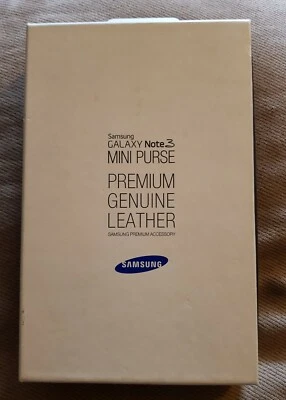 Samsung
GALAXY Note3
MINI PURSE
PREMIUM
GENUINE
LEATHER
SAMSUNG PREMIUM ACCESSORY
SAMSUNG